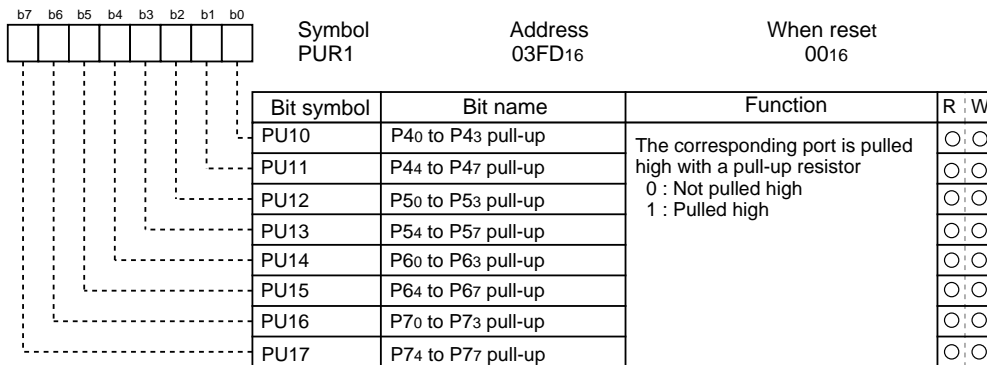 b7 b6 b5 b4 b3 b2 b1 b0
Symbol Address When reset
PUR1 03FD16 0016
Bit symbol Bit name Function R W
PU10 P40 to P43 pull-up The corresponding port is pulled
high with a pull-up resistor
0 : Not pulled high
1 : Pulled high
PU11 P44 to P47 pull-up
PU12 P50 to P53 pull-up
PU13 P54 to P57 pull-up
PU14 P60 to P63 pull-up
PU15 P64 to P67 pull-up
PU16 P70 to P73 pull-up
PU17 P74 to P77 pull-up